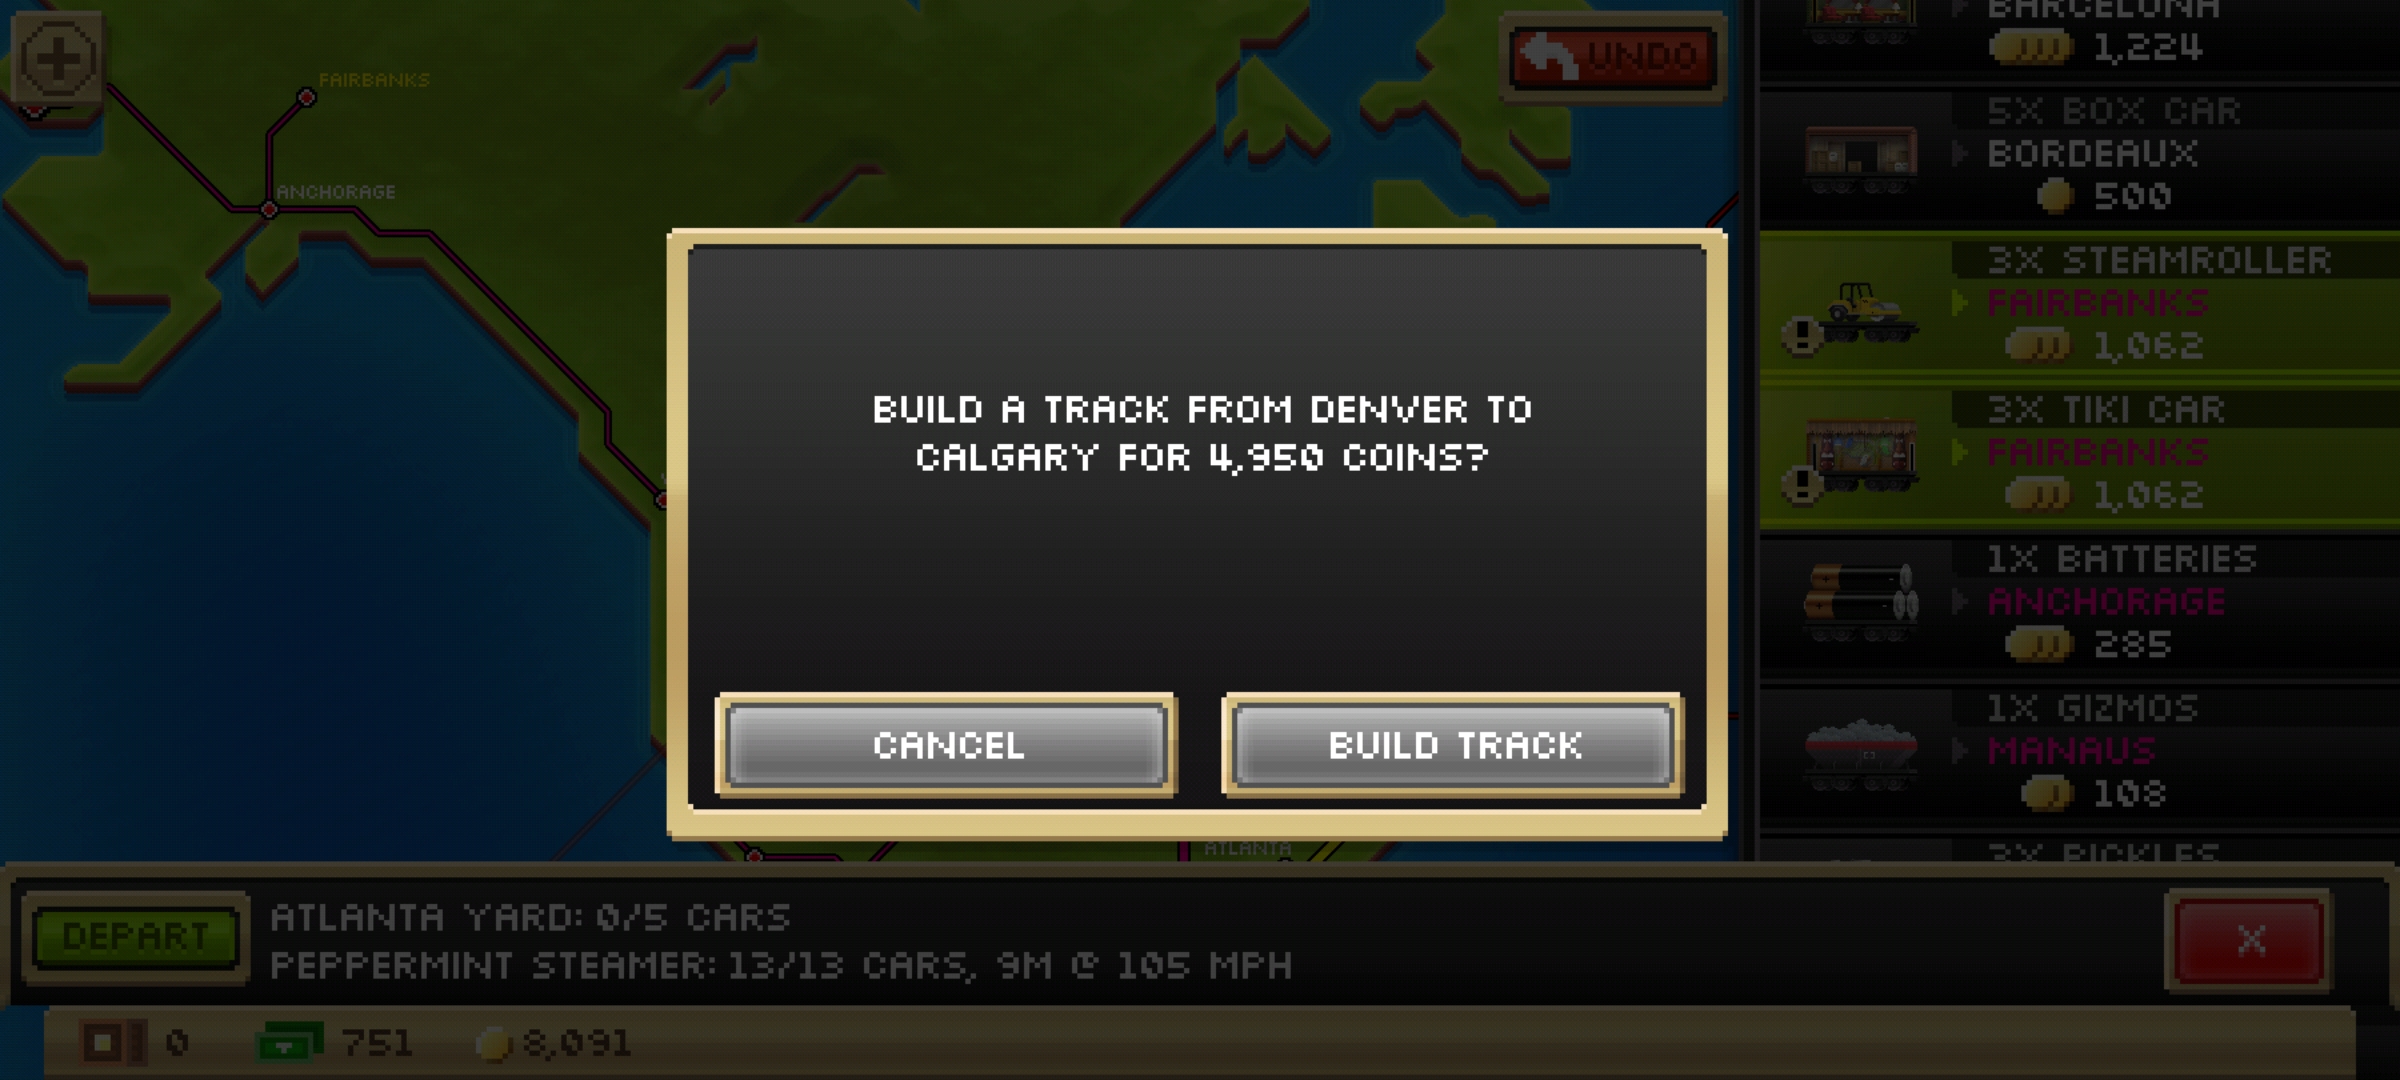 FAIRBANKS
ANCHORAGE
UNDO
BARCELONA
1,224
5X BOX CAR
BORDEAUX
500
3X STEAMROLLER
FAIRBANKS
1,062
3X TIKI CAR
FAIRBANKS
1,062
1X BATTERIES
ANCHORAGE
285
1X GIZMOS
MANAUS
108
3X PICKLES
BUILD A TRACK FROM DENVER TO
CALGARY FOR 4,950 COINS?
CANCEL
BUILD TRACK
ATLANTA
DEPART
ATLANTA YARD: 0/5 CARS
PEPPERMINT STEAMER: 13/13 CARS, 9M @ 105 MPH
X
0
751
8,091